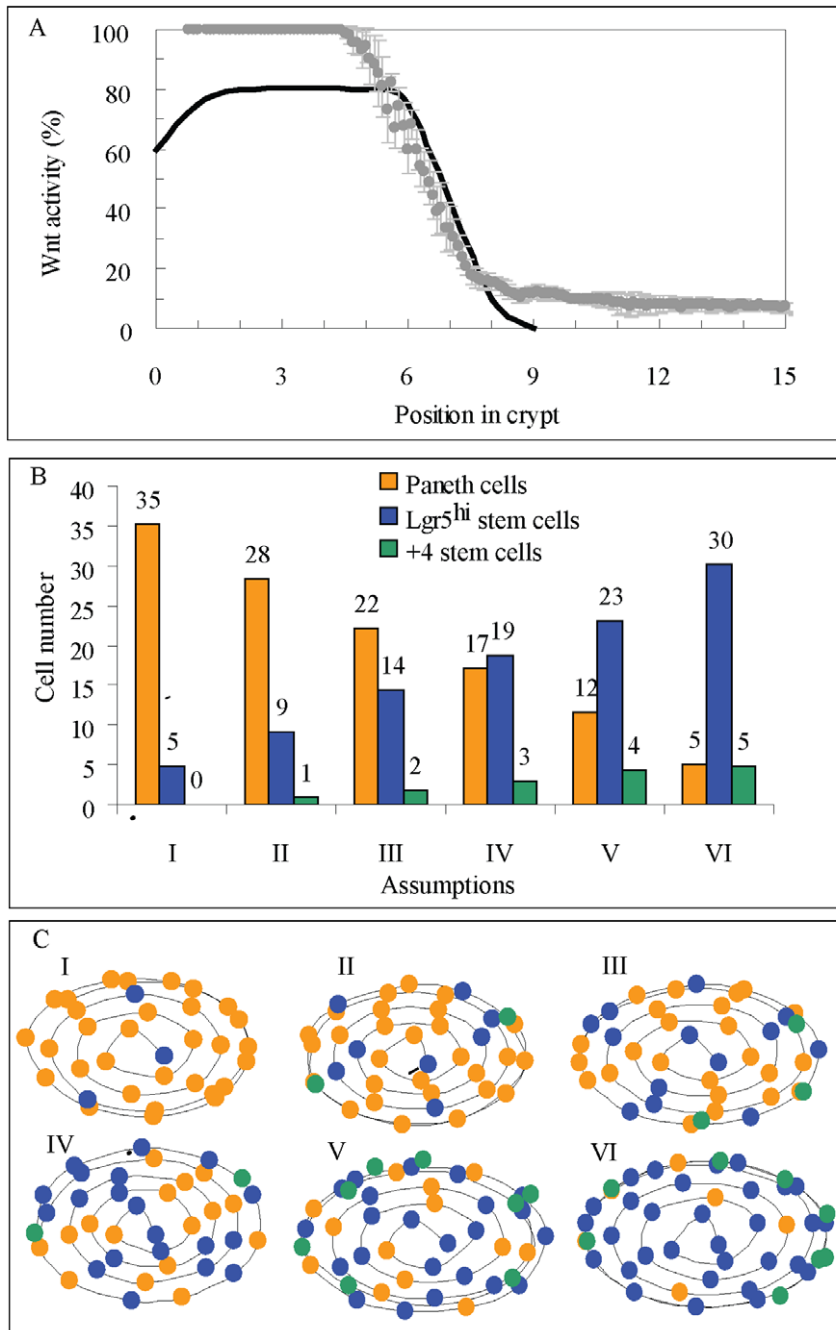 A
100
80
60
40
20
0
Wnt activity (%)
0 3 6 9 12 15
Position in crypt
B
Paneth cells
Lgr5hi stem cells
+4 stem cells
40
35
30
25
20
15
10
5
0
Cell number
35 5 0
28 9 1
22 14 2
17 19 3
12 23 4
5 30 5
I II III IV V VI
Assumptions
C
I II III
IV V VI